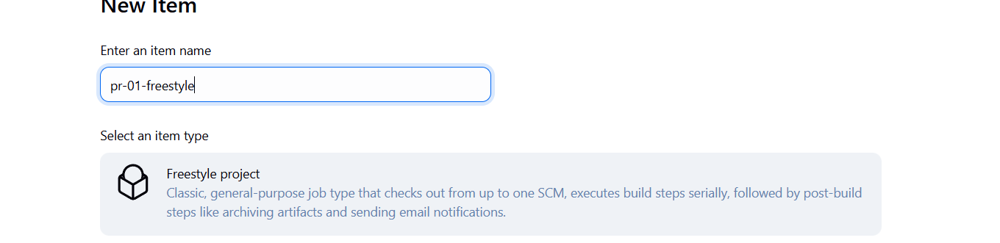 New Item
Enter an item name
pr-01-freestyle
Select an item type
Freestyle project
Classic, general-purpose job type that checks out from up to one SCM, executes build steps serially, followed by post-build
steps like archiving artifacts and sending email notifications.